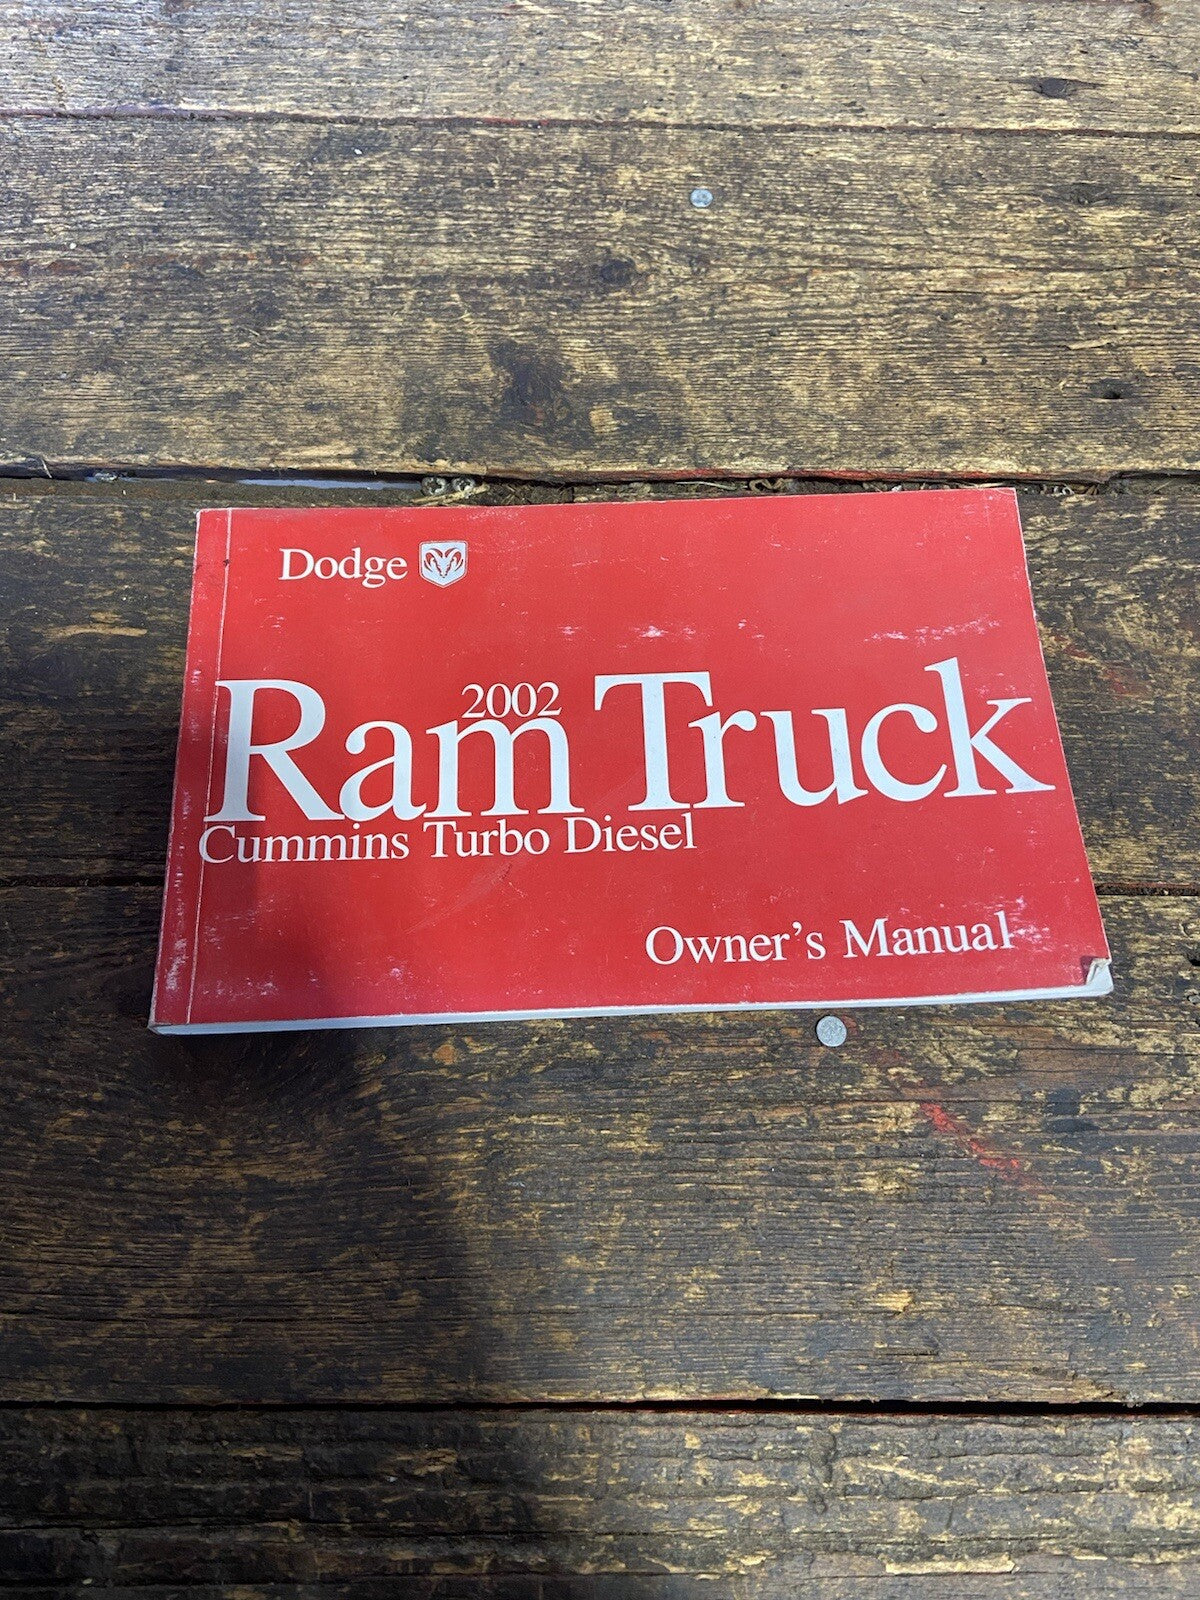 Dodge
2002
Ram Truck
Cummins Turbo Diesel
Owner's Manual